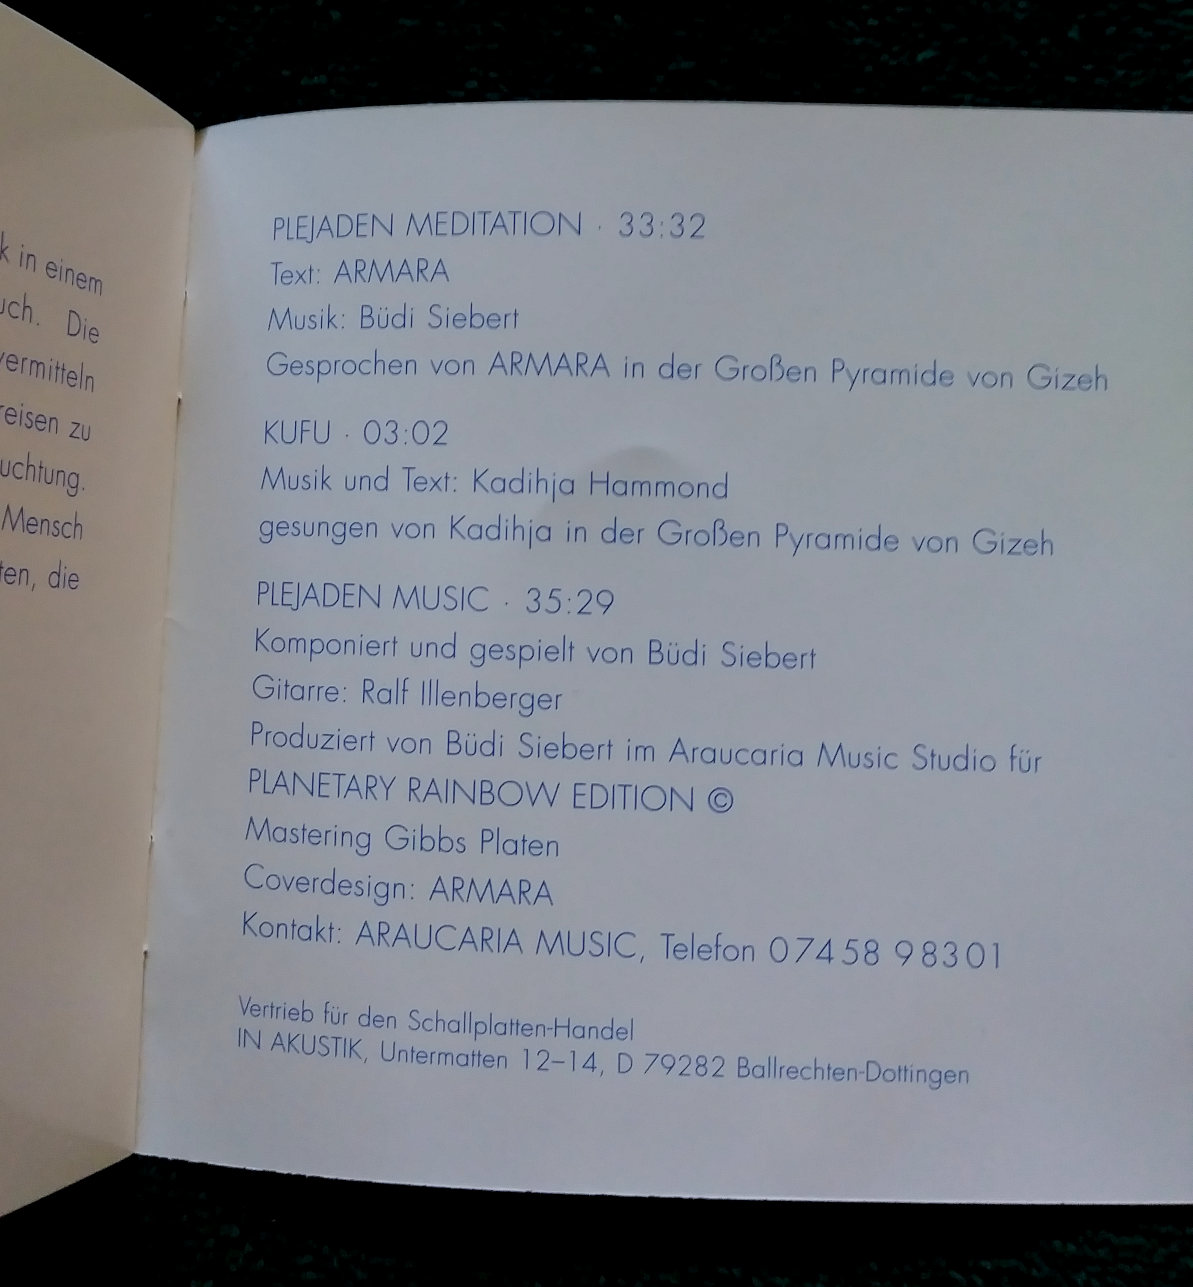 k in einem
uch. Die
vermitteln
reisen zu
uchtung.
Mensch
ten, die
PLEJADEN MEDITATION · 33:32
Text: ARMARA
Musik: Büdi Siebert
Gesprochen von ARMARA in der Großen Pyramide von Gizeh
KUFU · 03:02
Musik und Text: Kadihja Hammond
gesungen von Kadihja in der Großen Pyramide von Gizeh
PLEJADEN MUSIC · 35:29
Komponiert und gespielt von Büdi Siebert
Gitarre: Ralf Illenberger
Produziert von Büdi Siebert im Araucaria Music Studio für
PLANETARY RAINBOW EDITION ©
Mastering Gibbs Platen
Coverdesign: ARMARA
Kontakt: ARAUCARIA MUSIC, Telefon 07458 98301
Vertrieb für den Schallplatten-Handel
IN AKUSTIK, Untermatten 12–14, D 79282 Ballrechten-Dottingen